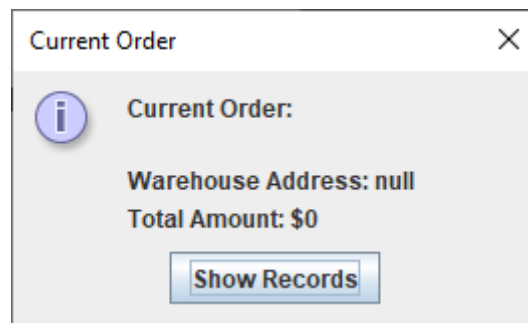 Current Order
Current Order:
Warehouse Address: null
Total Amount: $0
Show Records